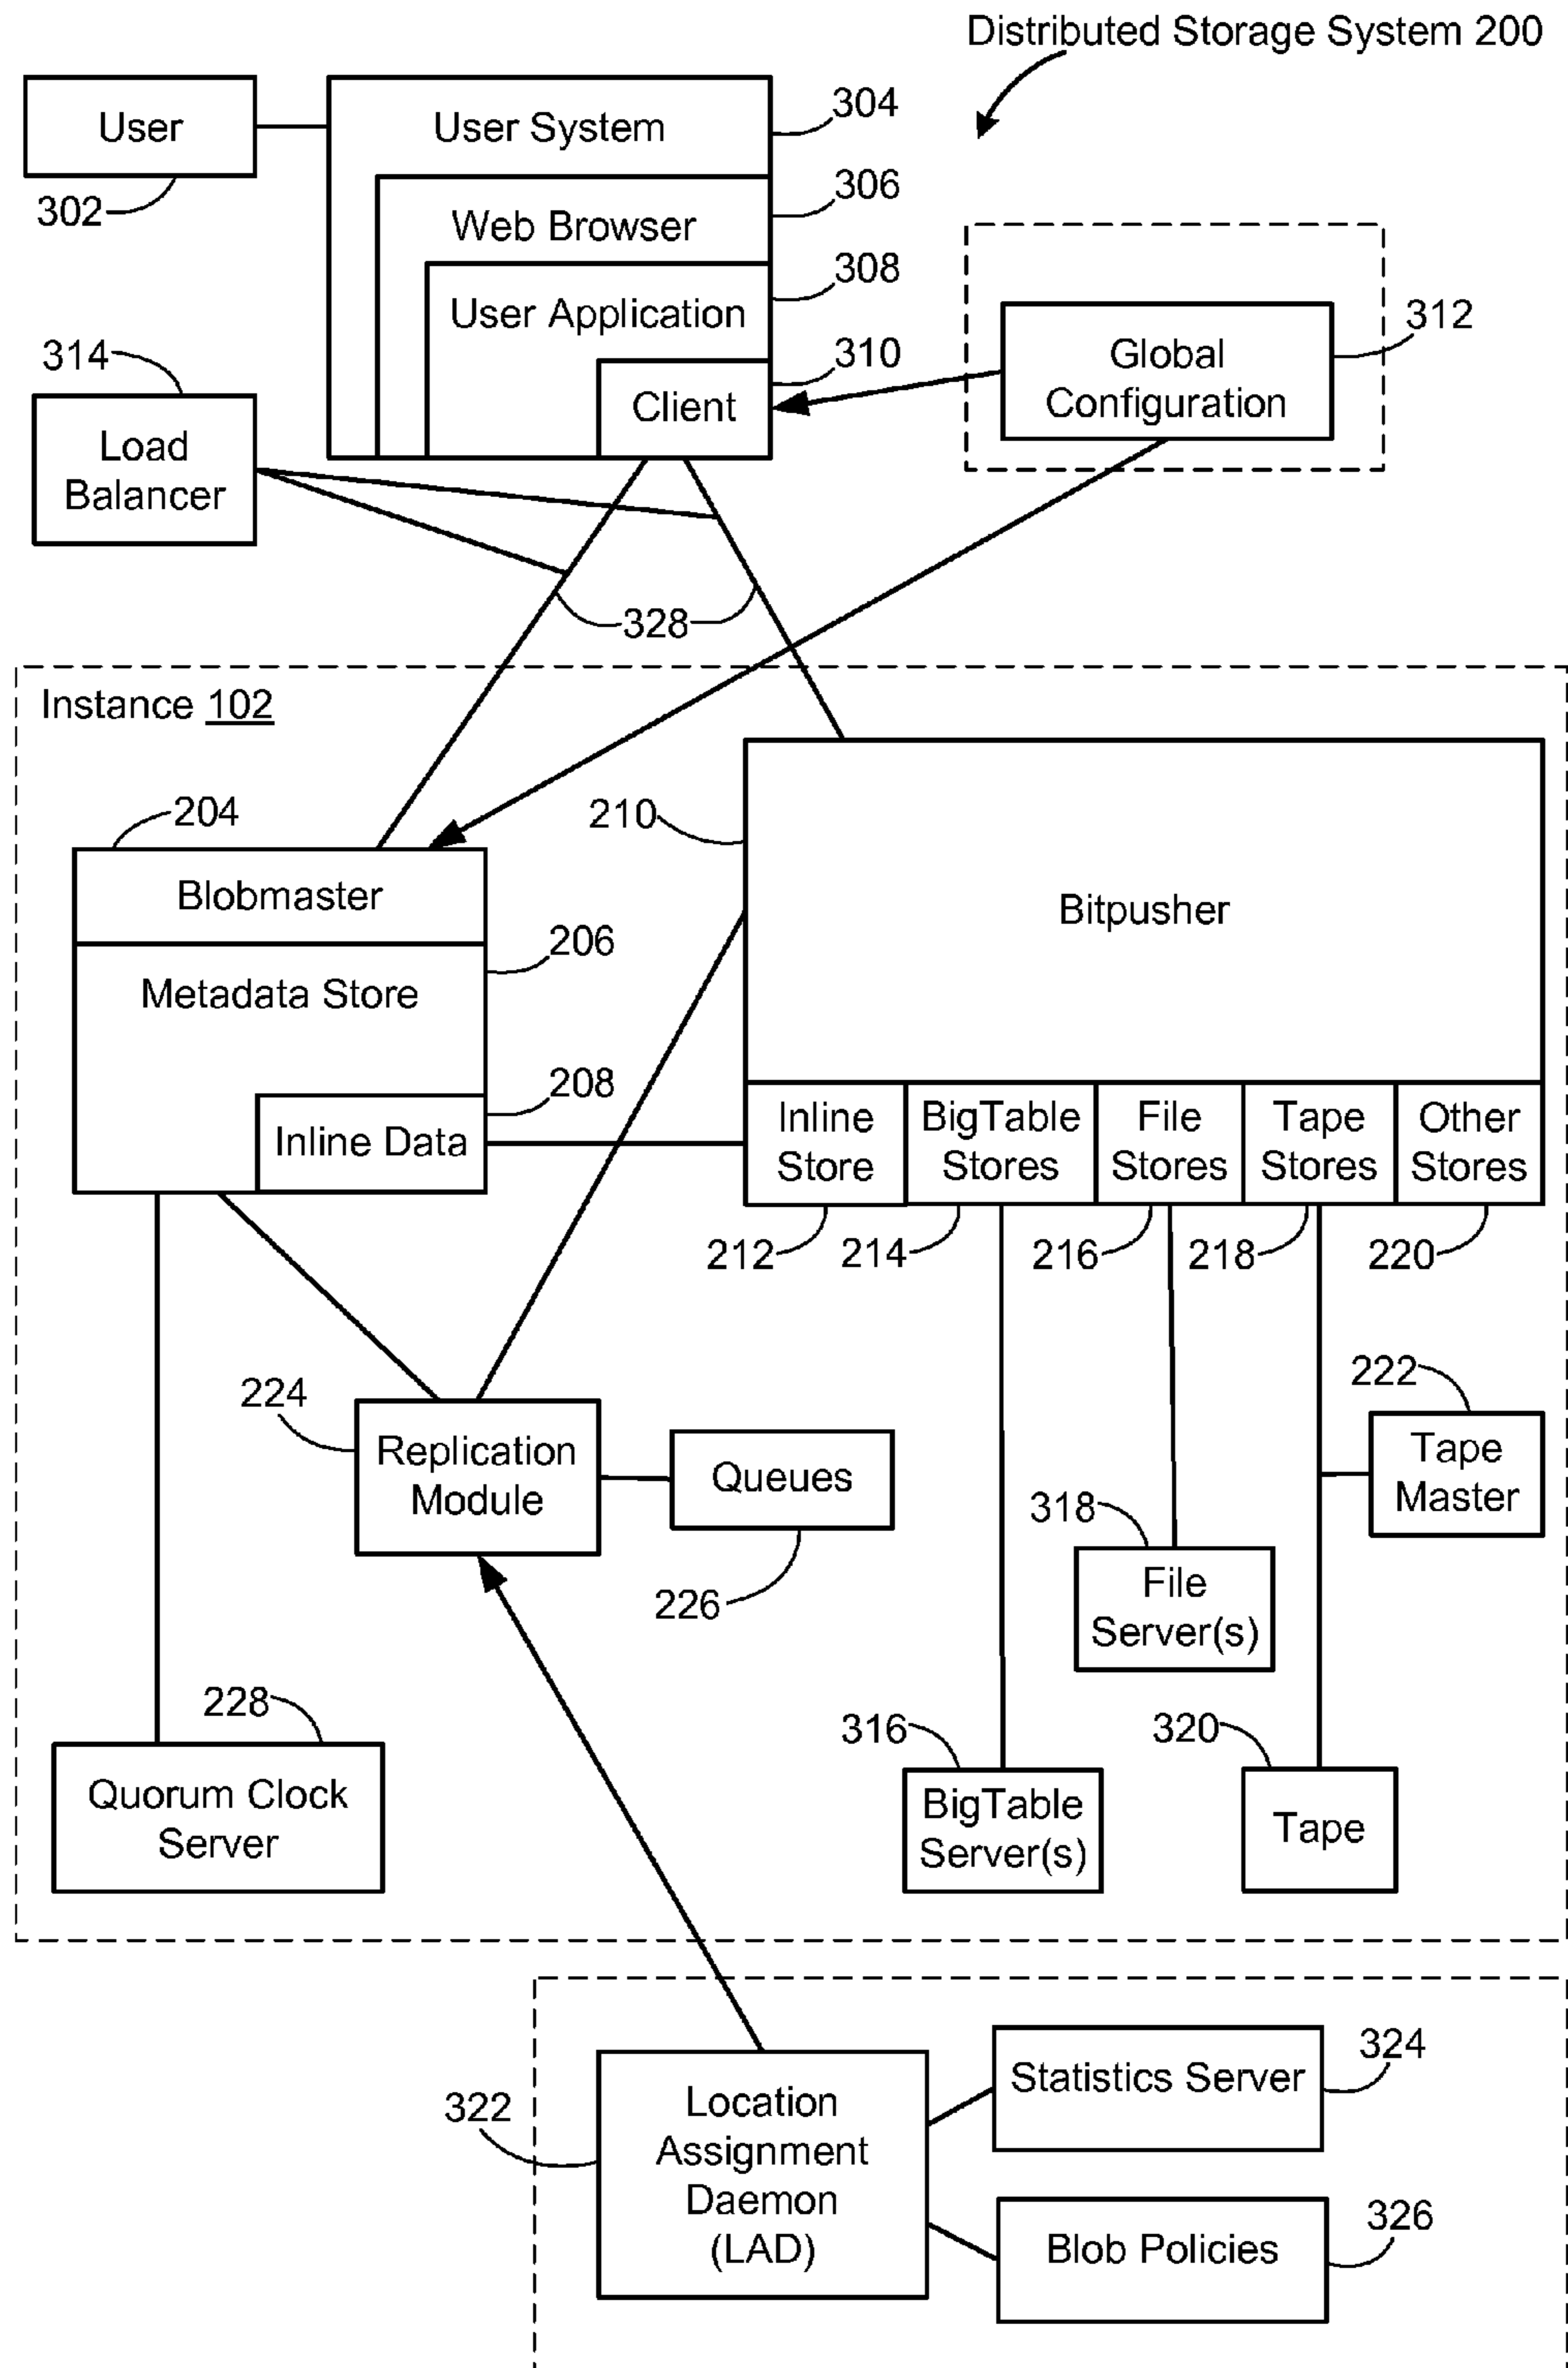 Distributed Storage System 200
User
302
User System
304
Web Browser
306
User Application
308
Client
310
Global
Configuration
312
314
Load
Balancer
328
Instance 102
204
Blobmaster
206
Metadata Store
208
Inline Data
210
Bitpusher
Inline
Store
BigTable
Stores
File
Stores
Tape
Stores
Other
Stores
212
214
216
218
220
224
Replication
Module
Queues
226
222
Tape
Master
318
File
Server(s)
228
Quorum Clock
Server
316
BigTable
Server(s)
320
Tape
322
Location
Assignment
Daemon
(LAD)
Statistics Server
324
Blob Policies
326